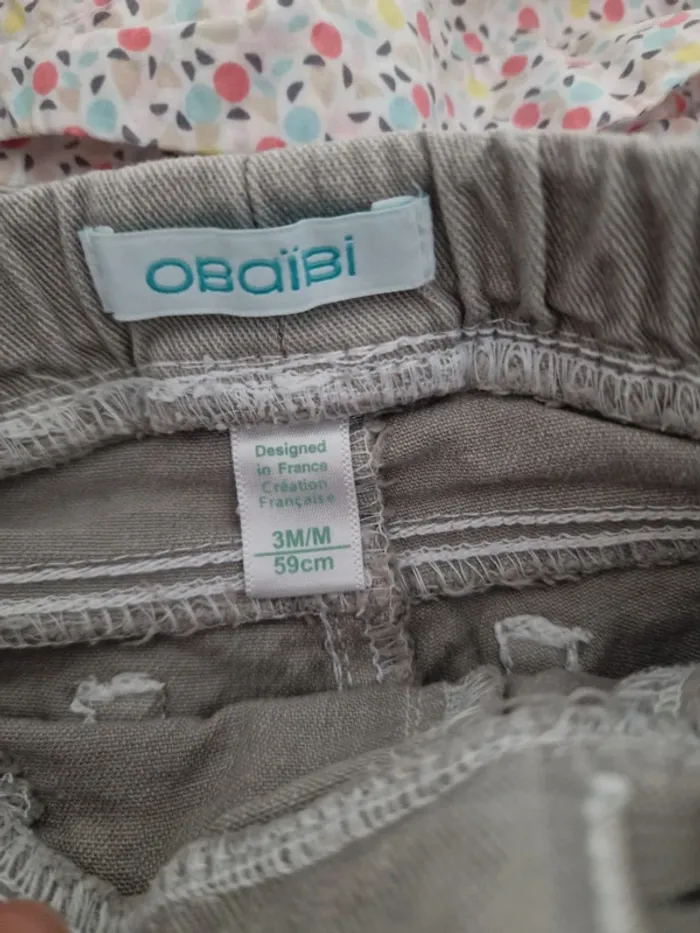 OBaïBi
Designed
in France
Création
Française
3M/M
59cm